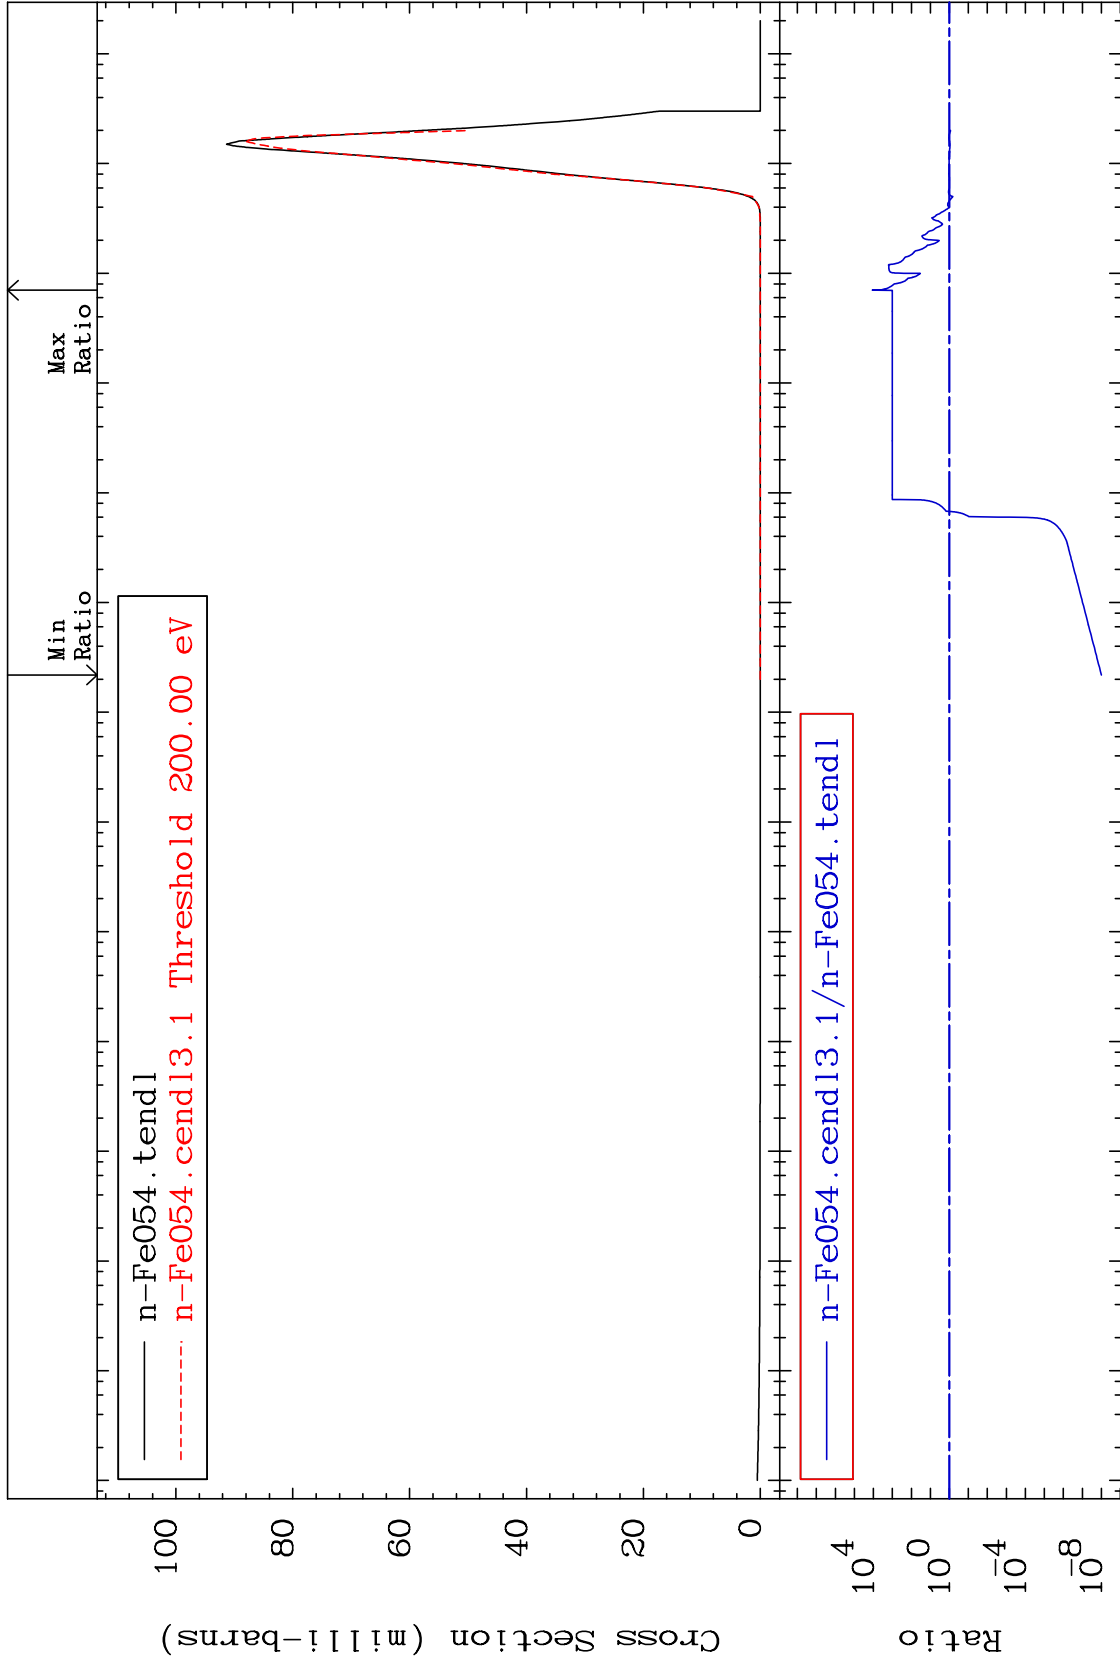 Min
Ratio
Max
Ratio
n-Fe054.tendl
n-Fe054.cendl3.1 Threshold 200.00 eV
100
80
60
40
20
0
Cross Section (milli-barns)
n-Fe054.cendl3.1/n-Fe054.tendl
10^4
10^0
10^-4
10^-8
Ratio